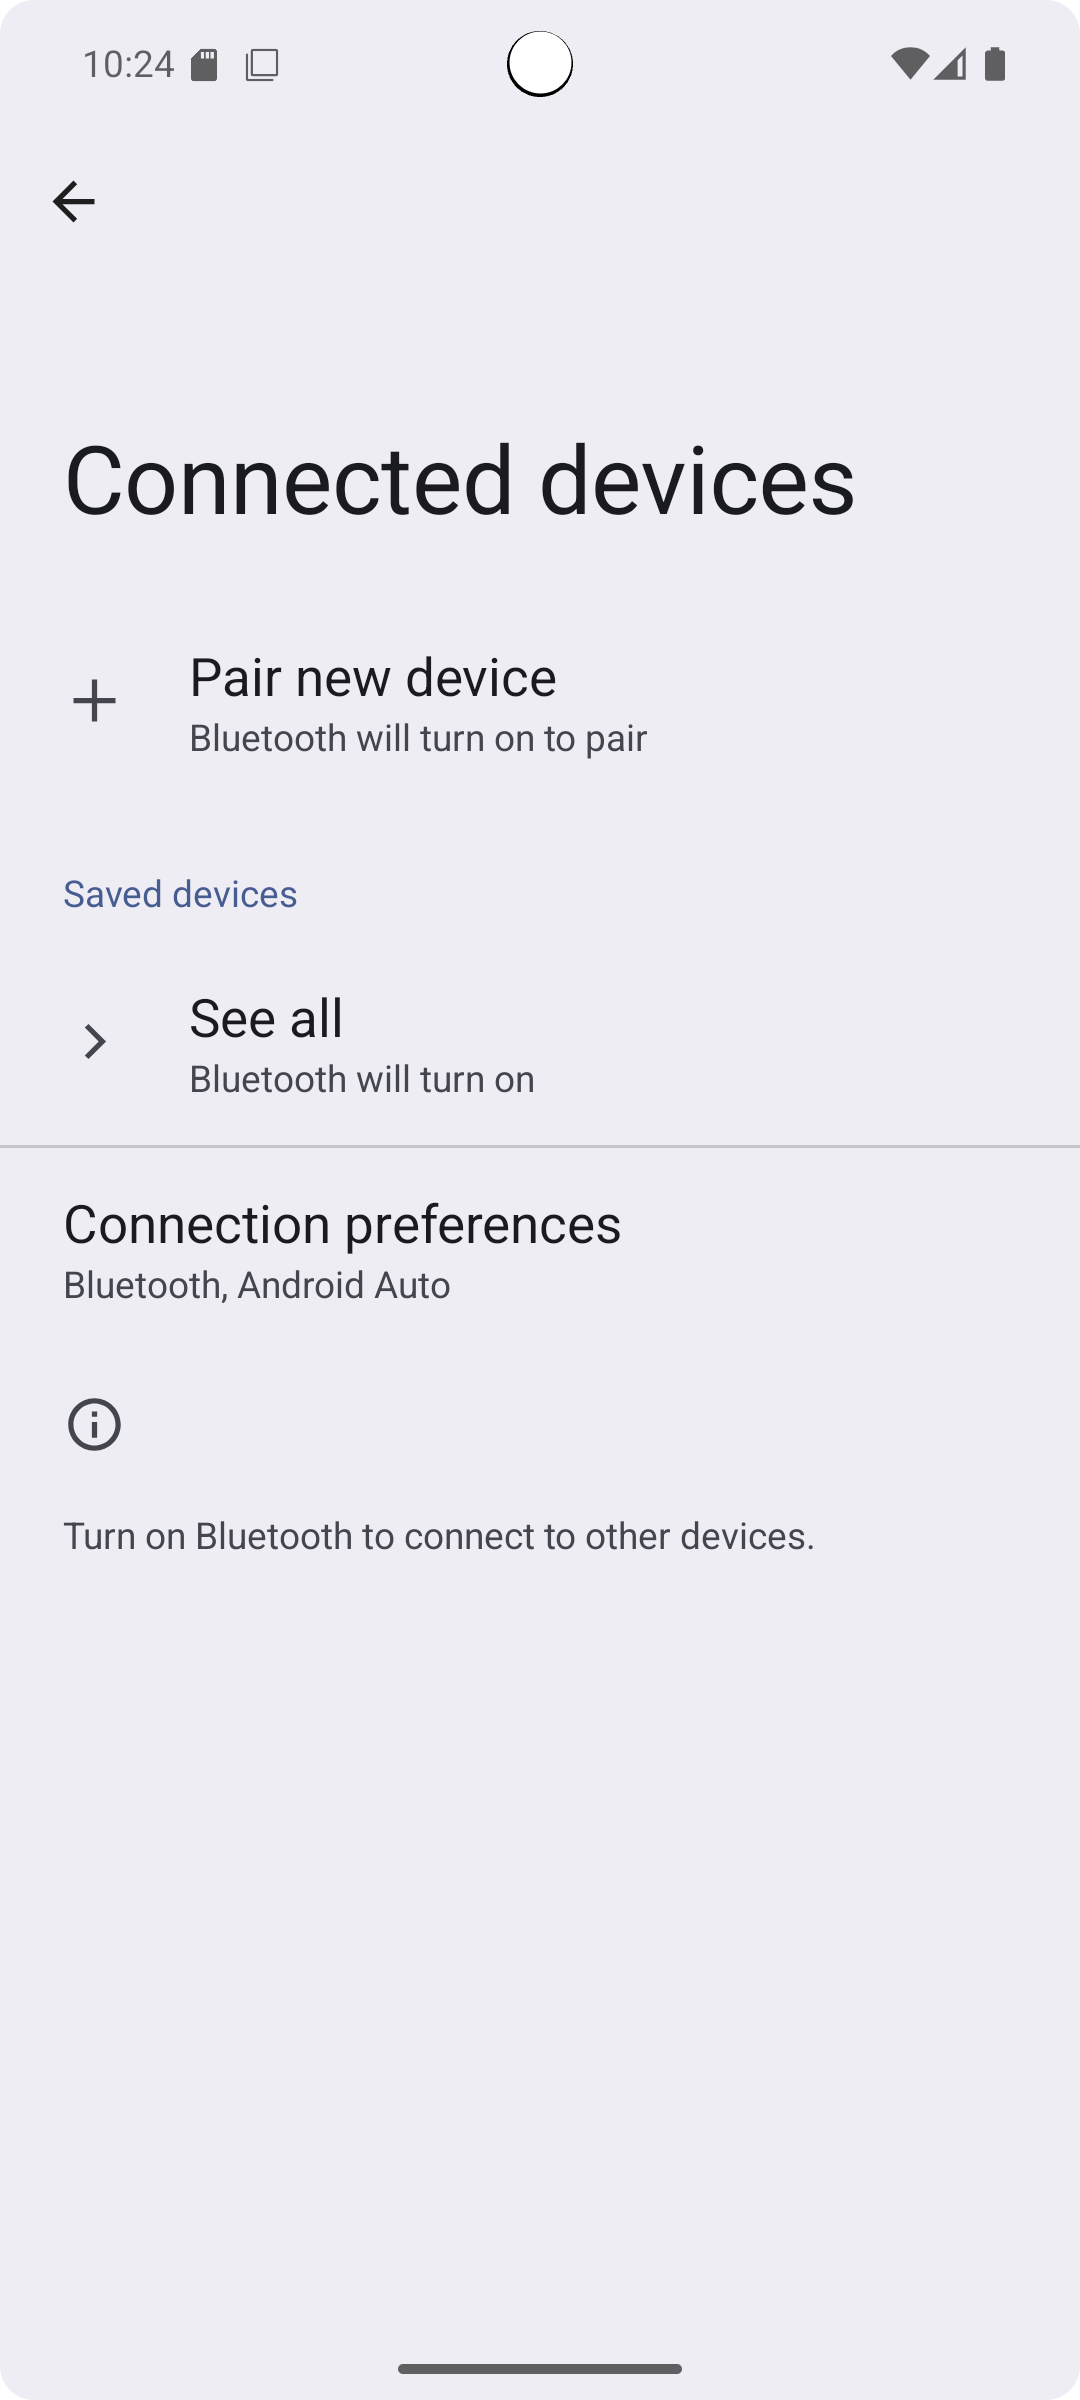 10:24
Connected devices
Pair new device
Bluetooth will turn on to pair
Saved devices
See all
Bluetooth will turn on
Connection preferences
Bluetooth, Android Auto
Turn on Bluetooth to connect to other devices.